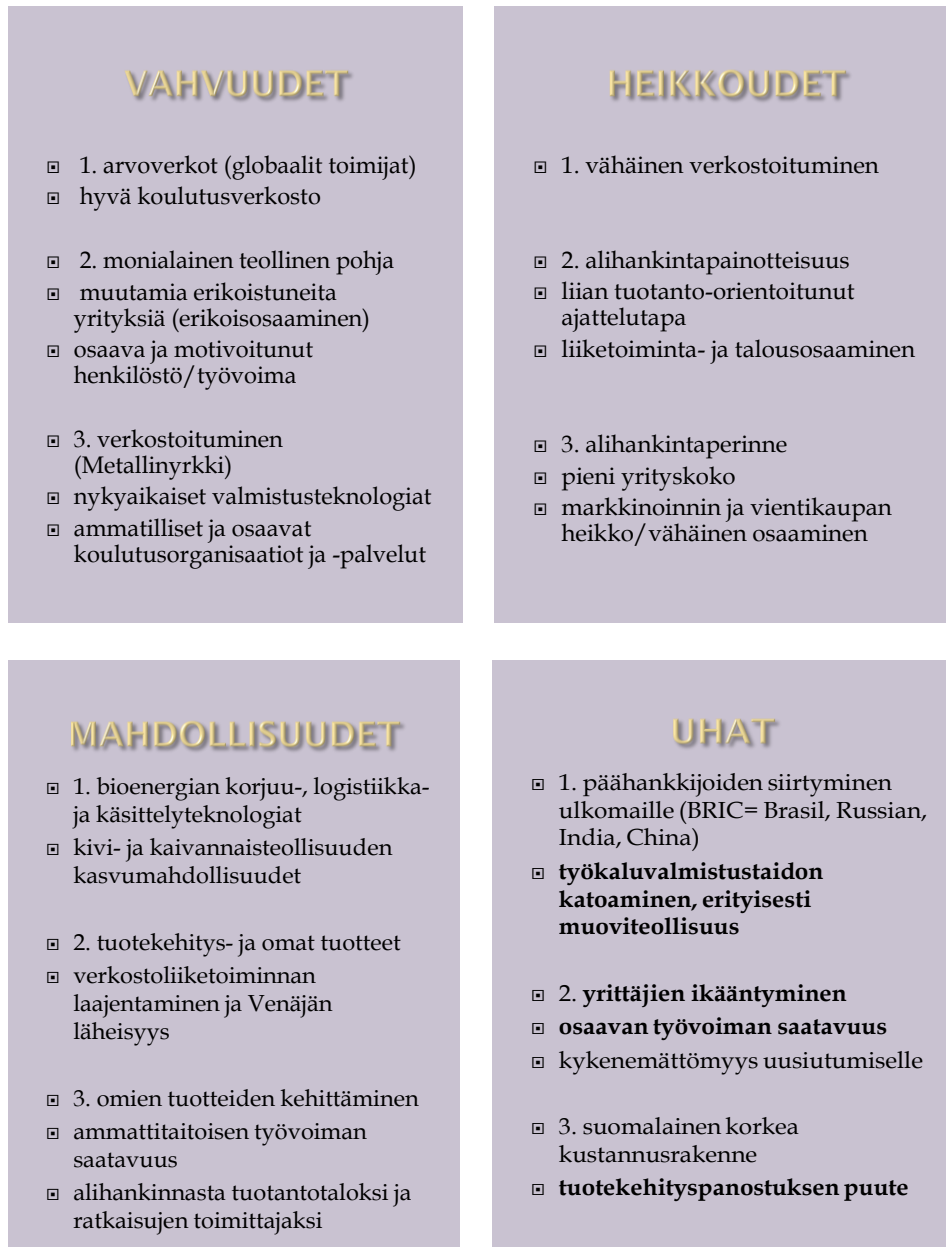 VAHVUUDET
1. arvoverkot (globaalit toimijat)
hyvä koulutusverkosto
2. monialainen teollinen pohja
muutamia erikoistuneita
yrityksiä (erikoisosaaminen)
osaava ja motivoitunut
henkilöstö/työvoima
3. verkostoituminen
(Metallinyrkki)
nykyaikaiset valmistusteknologiat
ammatilliset ja osaavat
koulutusorganisaatiot ja -palvelut
HEIKKOUDET
1. vähäinen verkostoituminen
2. alihankintapainotteisuus
liian tuotanto-orientoitunut
ajattelutapa
liiketoiminta- ja talousosaaminen
3. alihankintaperinne
pieni yrityskoko
markkinoinnin ja vientikaupan
heikko/vähäinen osaaminen
MAHDOLLISUUDET
1. bioenergian korjuu-, logistiikka-
ja käsittelyteknologiat
kivi- ja kaivannaisteollisuuden
kasvumahdollisuudet
2. tuotekehitys- ja omat tuotteet
verkostoliiketoiminnan
laajentaminen ja Venäjän
läheisyys
3. omien tuotteiden kehittäminen
ammattitaitoisen työvoiman
saatavuus
alihankinnasta tuotantotaloksi ja
ratkaisujen toimittajaksi
UHAT
1. päähankkijoiden siirtyminen
ulkomaille (BRIC= Brasil, Russian,
India, China)
työkaluvalmistustaidon
katoaminen, erityisesti
muoviteollisuus
2. yrittäjien ikääntyminen
osaavan työvoiman saatavuus
kykenemättömyys uusiutumiselle
3. suomalainen korkea
kustannusrakenne
tuotekehityspanostuksen puute